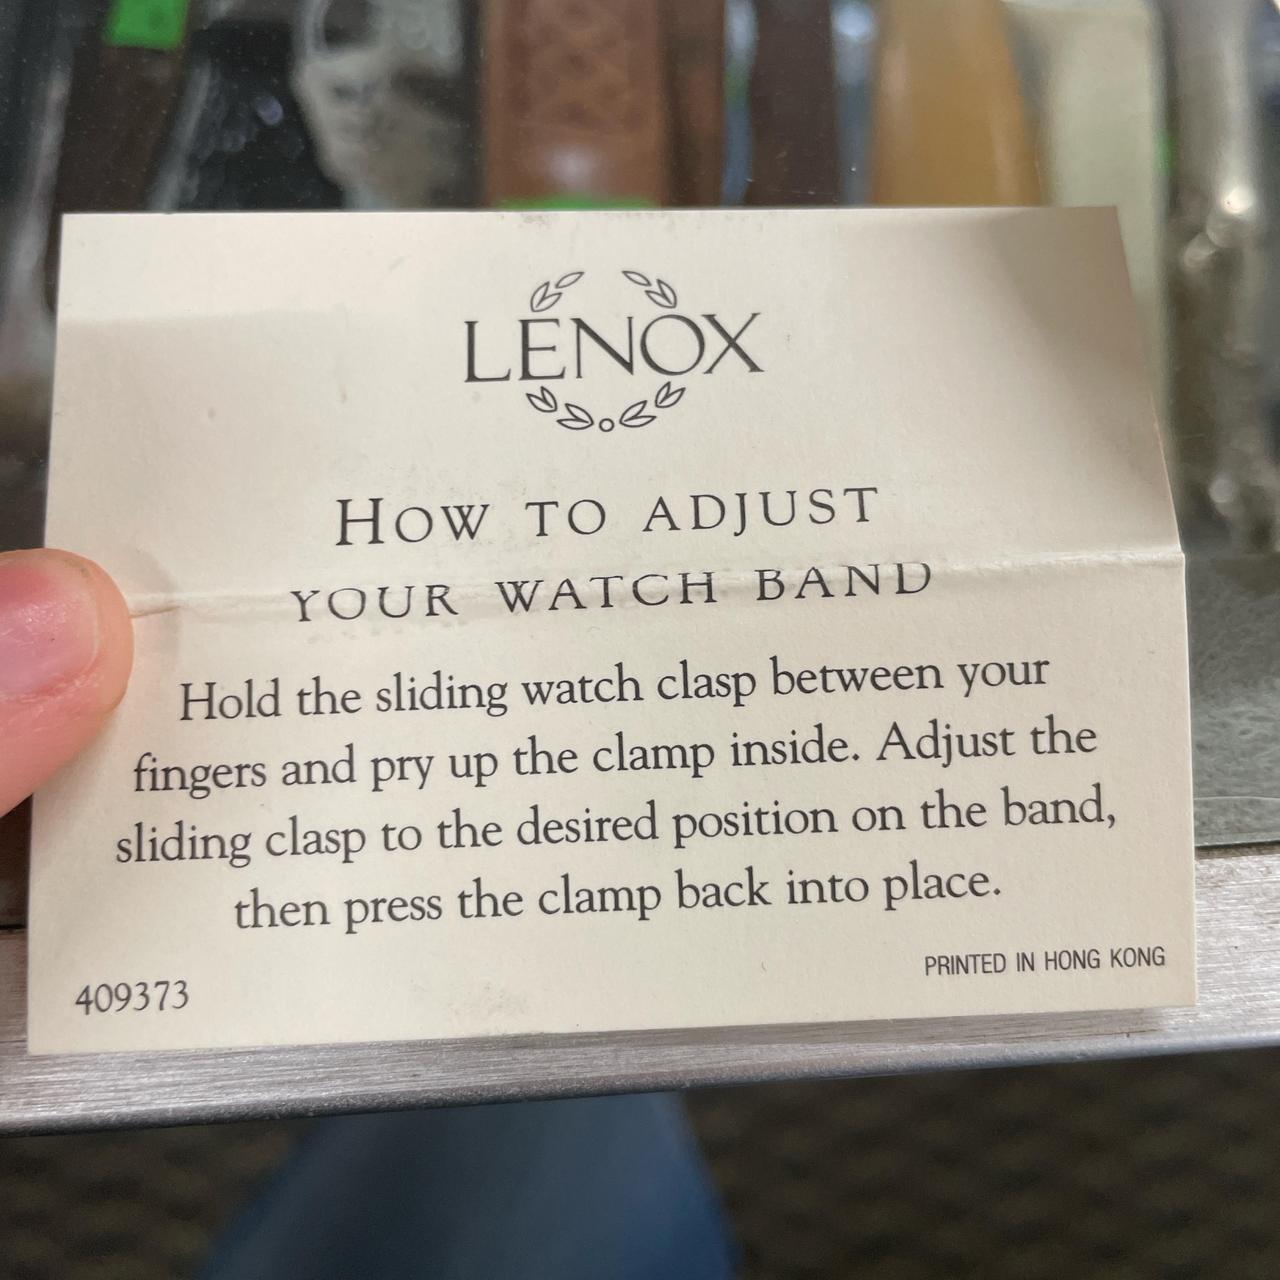 LENOX
HOW TO ADJUST
YOUR WATCH BAND
Hold the sliding watch clasp between your
fingers and pry up the clamp inside. Adjust the
sliding clasp to the desired position on the band,
then press the clamp back into place.
PRINTED IN HONG KONG
409373